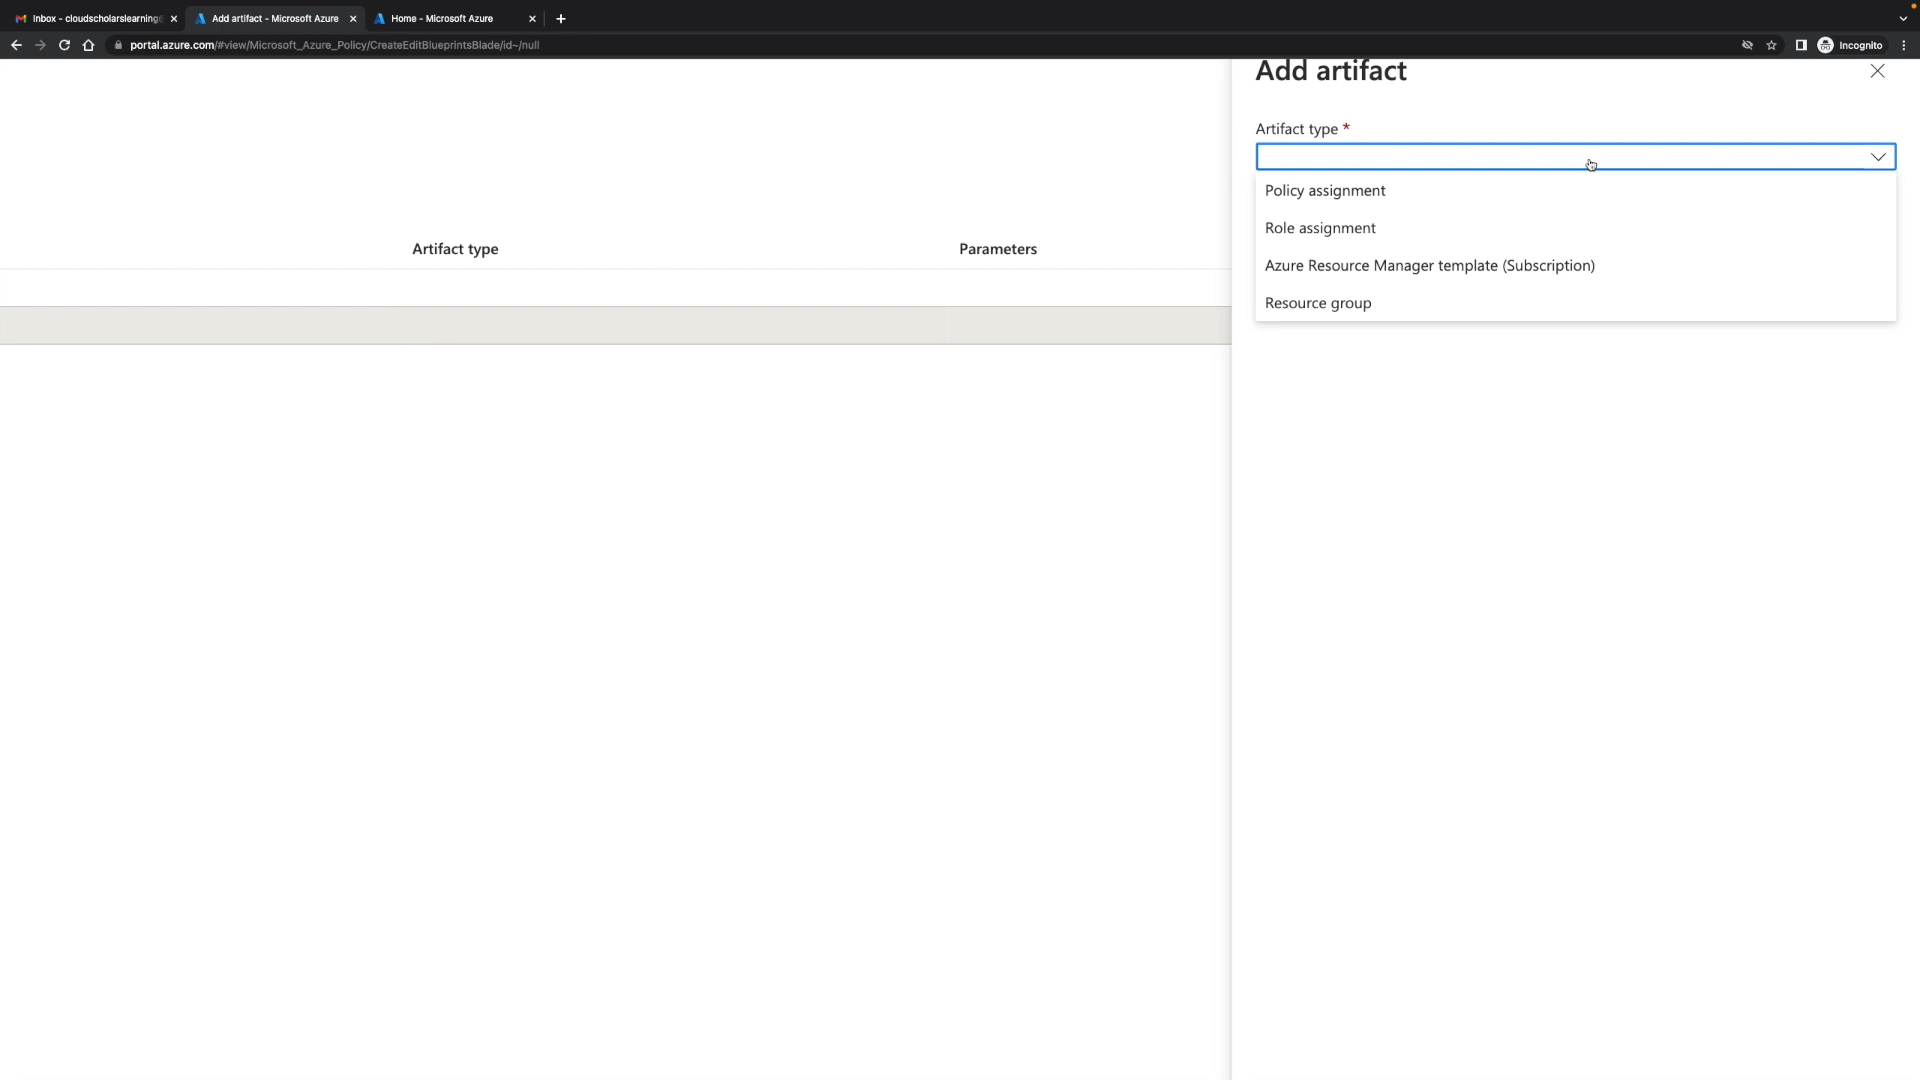 Inbox - cloudscholarslearning@
Add artifact - Microsoft Azure
Home - Microsoft Azure
portal.azure.com/#view/Microsoft_Azure_Policy/CreateEditBlueprintsBlade/id~/null
Incognito
Add artifact
Artifact type *
Policy assignment
Role assignment
Azure Resource Manager template (Subscription)
Resource group
Artifact type
Parameters